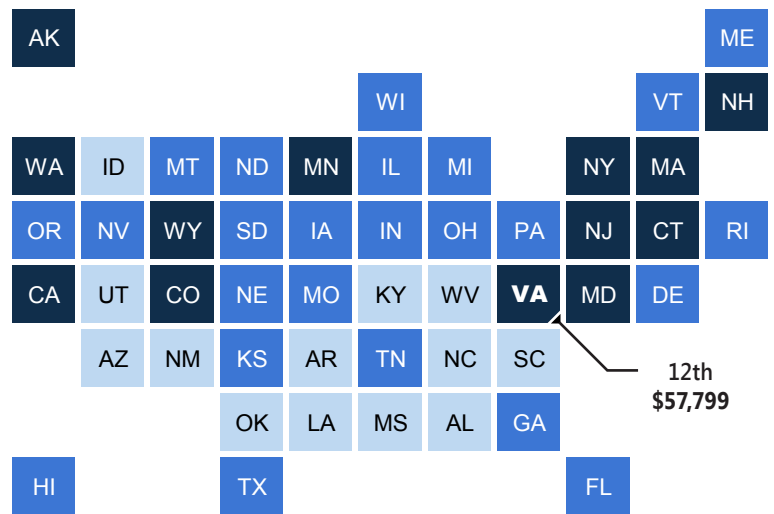 AK ME
WI VT NH
WA ID MT ND MN IL MI NY MA
OR NV WY SD IA IN OH PA NJ CT RI
CA UT CO NE MO KY WV VA MD DE
AZ NM KS AR TN NC SC
12th
$57,799
OK LA MS AL GA
HI TX FL